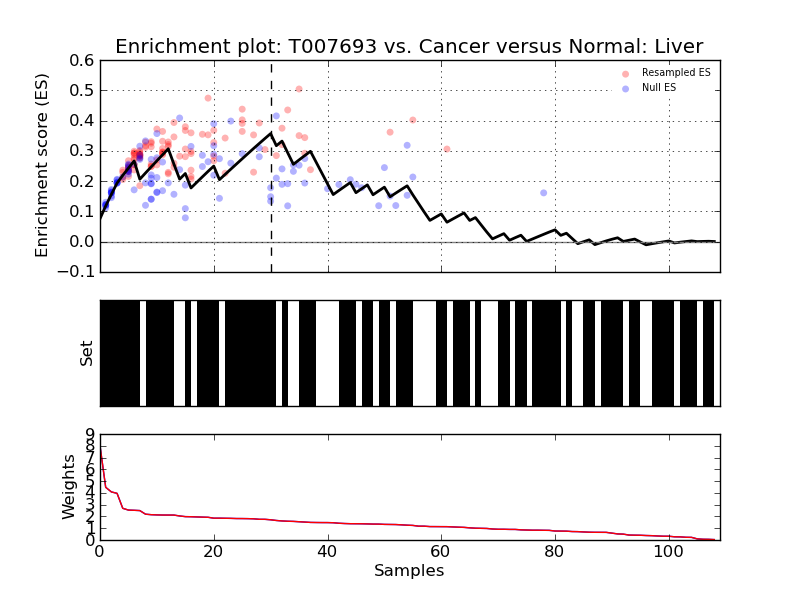 Enrichment plot: T007693 vs. Cancer versus Normal: Liver
0.6
0.5
0.4
0.3
0.2
0.1
0.0
−0.1
Enrichment score (ES)
Resampled ES
Null ES
Set
9
8
7
6
5
4
3
2
1
0
Weights
0 20 40 60 80 100
Samples